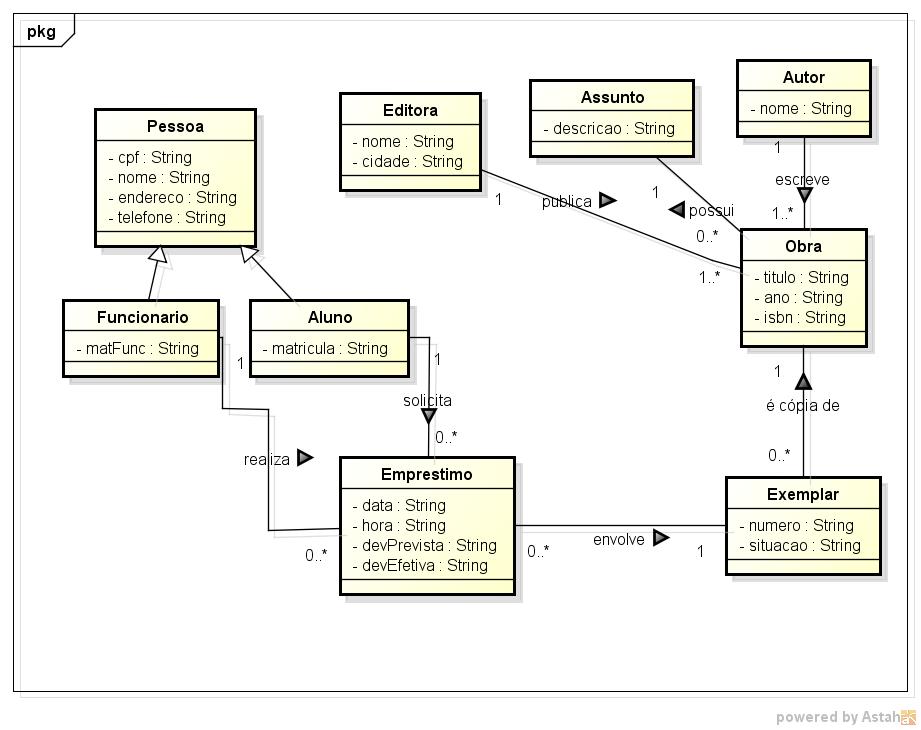 pkg
Pessoa
- cpf : String
- nome : String
- endereco : String
- telefone : String
Editora
- nome : String
- cidade : String
Assunto
- descricao : String
Autor
- nome : String
1
escreve
1..*
1
publica
1..*
1
possui
0..*
Obra
- titulo : String
- ano : String
- isbn : String
Funcionario
- matFunc : String
Aluno
- matricula : String
1
realiza
0..*
1
solicita
0..*
1
é cópia de
0..*
Emprestimo
- data : String
- hora : String
- devPrevista : String
- devEfetiva : String
0..*
envolve
1
Exemplar
- numero : String
- situacao : String
powered by Astah